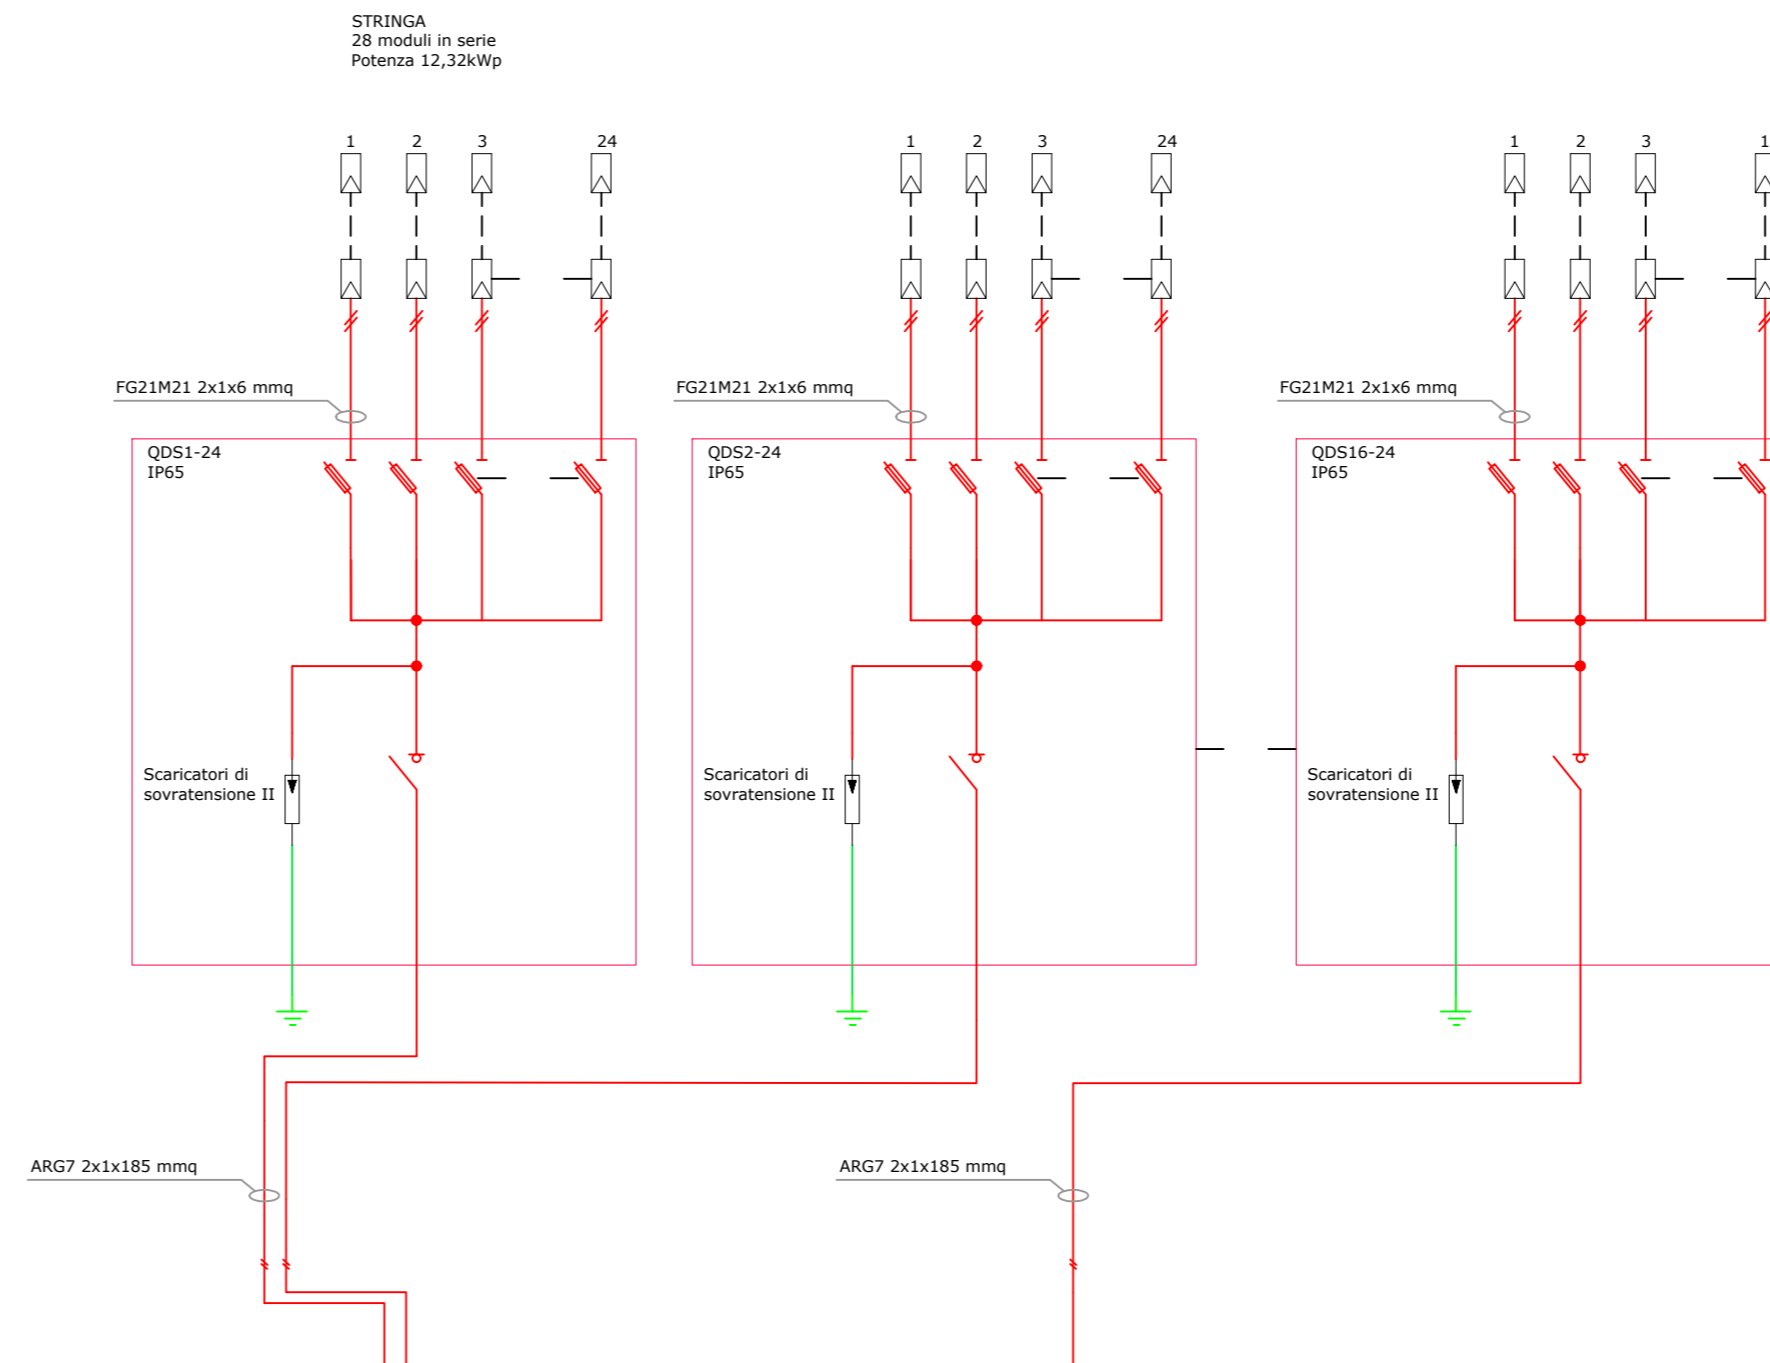 STRINGA
28 moduli in serie
Potenza 12,32kWp
1 2 3 24
1 2 3 24
1 2 3 1
FG21M21 2x1x6 mmq
FG21M21 2x1x6 mmq
FG21M21 2x1x6 mmq
QDS1-24
IP65
QDS2-24
IP65
QDS16-24
IP65
Scaricatori di
sovratensione II
Scaricatori di
sovratensione II
Scaricatori di
sovratensione II
ARG7 2x1x185 mmq
ARG7 2x1x185 mmq